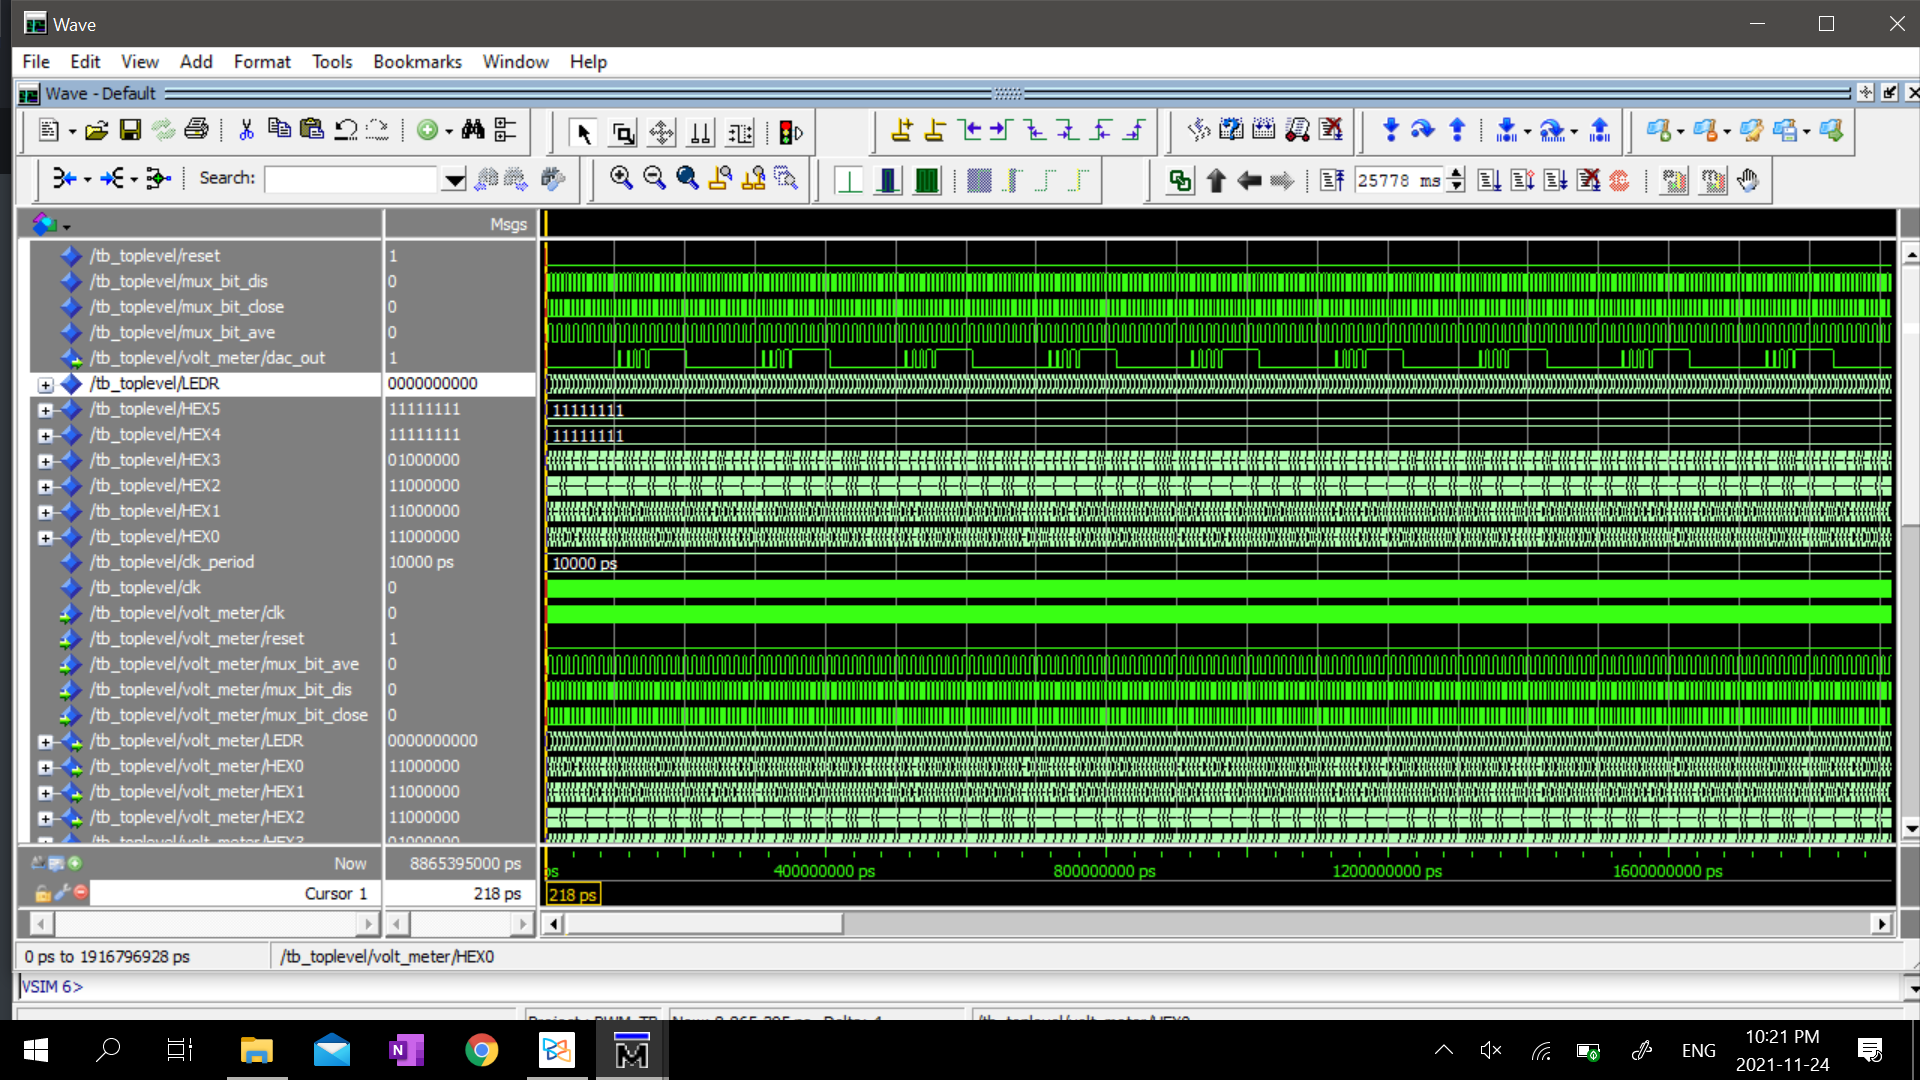 Wave
File Edit View Add Format Tools Bookmarks Window Help
Wave - Default
Search: 25778 ms
Msgs
/tb_toplevel/reset 1
/tb_toplevel/mux_bit_dis 0
/tb_toplevel/mux_bit_close 0
/tb_toplevel/mux_bit_ave 0
/tb_toplevel/volt_meter/dac_out 1
/tb_toplevel/LEDR 0000000000
/tb_toplevel/HEX5 11111111 11111111
/tb_toplevel/HEX4 11111111 11111111
/tb_toplevel/HEX3 01000000
/tb_toplevel/HEX2 11000000
/tb_toplevel/HEX1 11000000
/tb_toplevel/HEX0 11000000
/tb_toplevel/clk_period 10000 ps 10000 ps
/tb_toplevel/clk 0
/tb_toplevel/volt_meter/clk 0
/tb_toplevel/volt_meter/reset 1
/tb_toplevel/volt_meter/mux_bit_ave 0
/tb_toplevel/volt_meter/mux_bit_dis 0
/tb_toplevel/volt_meter/mux_bit_close 0
/tb_toplevel/volt_meter/LEDR 0000000000
/tb_toplevel/volt_meter/HEX0 11000000
/tb_toplevel/volt_meter/HEX1 11000000
/tb_toplevel/volt_meter/HEX2 11000000
/tb_toplevel/volt_meter/HEX3 01000000
Now 8865395000 ps ps 400000000 ps 800000000 ps 1200000000 ps 1600000000 ps
Cursor 1 218 ps 218 ps
0 ps to 1916796928 ps /tb_toplevel/volt_meter/HEX0
VSIM 6>
10:21 PM
ENG
2021-11-24